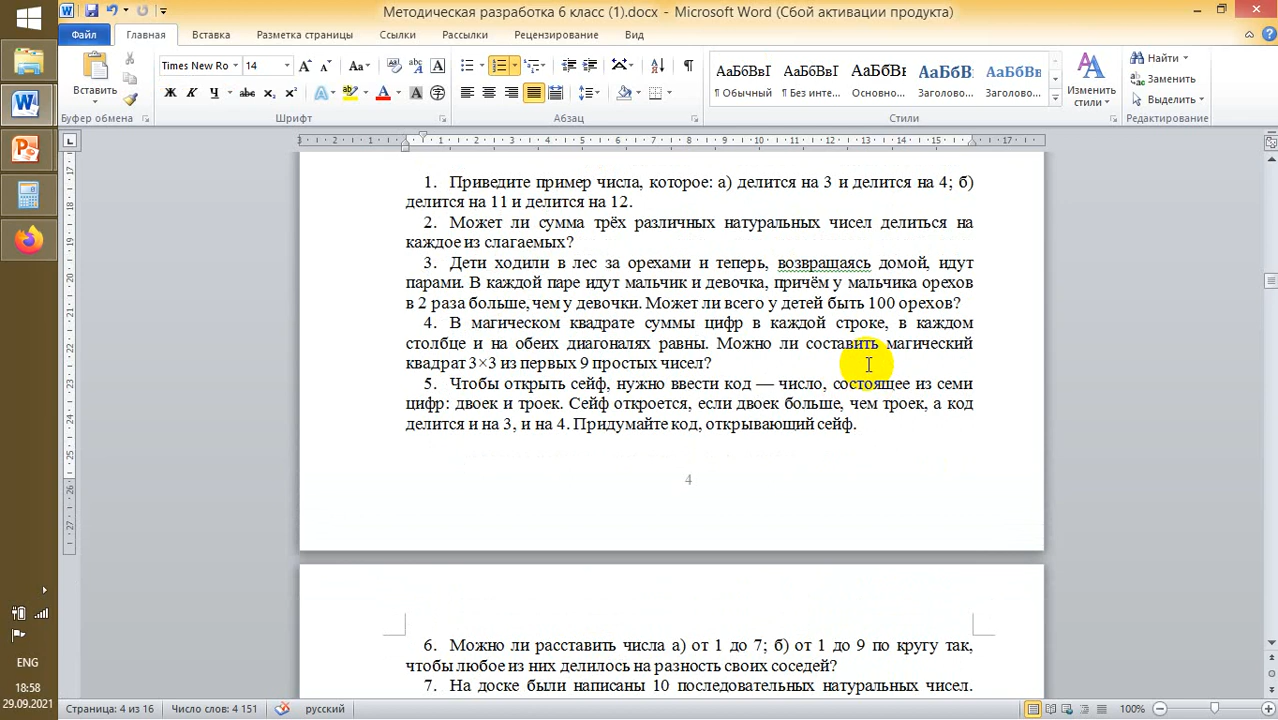 Методическая разработка 6 класс (1).docx - Microsoft Word (Сбой активации продукта)
Файл Главная Вставка Разметка страницы Ссылки Рассылки Рецензирование Вид
Times New Ro 14
Вставить
Ж К Ч
АаБбВвІ АаБбВвІ АаБбВв АаБбВ АаБбВв
¶ Обычный ¶ Без инте... Основно... Заголово... Заголово...
Изменить стили
Найти
Заменить
Выделить
Буфер обмена Шрифт Абзац Стили Редактирование
1. Приведите пример числа, которое: а) делится на 3 и делится на 4; б)
делится на 11 и делится на 12.
2. Может ли сумма трёх различных натуральных чисел делиться на
каждое из слагаемых?
3. Дети ходили в лес за орехами и теперь, возвращаясь домой, идут
парами. В каждой паре идут мальчик и девочка, причём у мальчика орехов
в 2 раза больше, чем у девочки. Может ли всего у детей быть 100 орехов?
4. В магическом квадрате суммы цифр в каждой строке, в каждом
столбце и на обеих диагоналях равны. Можно ли составить магический
квадрат 3×3 из первых 9 простых чисел?
5. Чтобы открыть сейф, нужно ввести код — число, состоящее из семи
цифр: двоек и троек. Сейф откроется, если двоек больше, чем троек, а код
делится и на 3, и на 4. Придумайте код, открывающий сейф.
4
6. Можно ли расставить числа а) от 1 до 7; б) от 1 до 9 по кругу так,
чтобы любое из них делилось на разность своих соседей?
7. На доске были написаны 10 последовательных натуральных чисел.
ENG
18:58
29.09.2021
Страница: 4 из 16 Число слов: 4 151 русский 100%